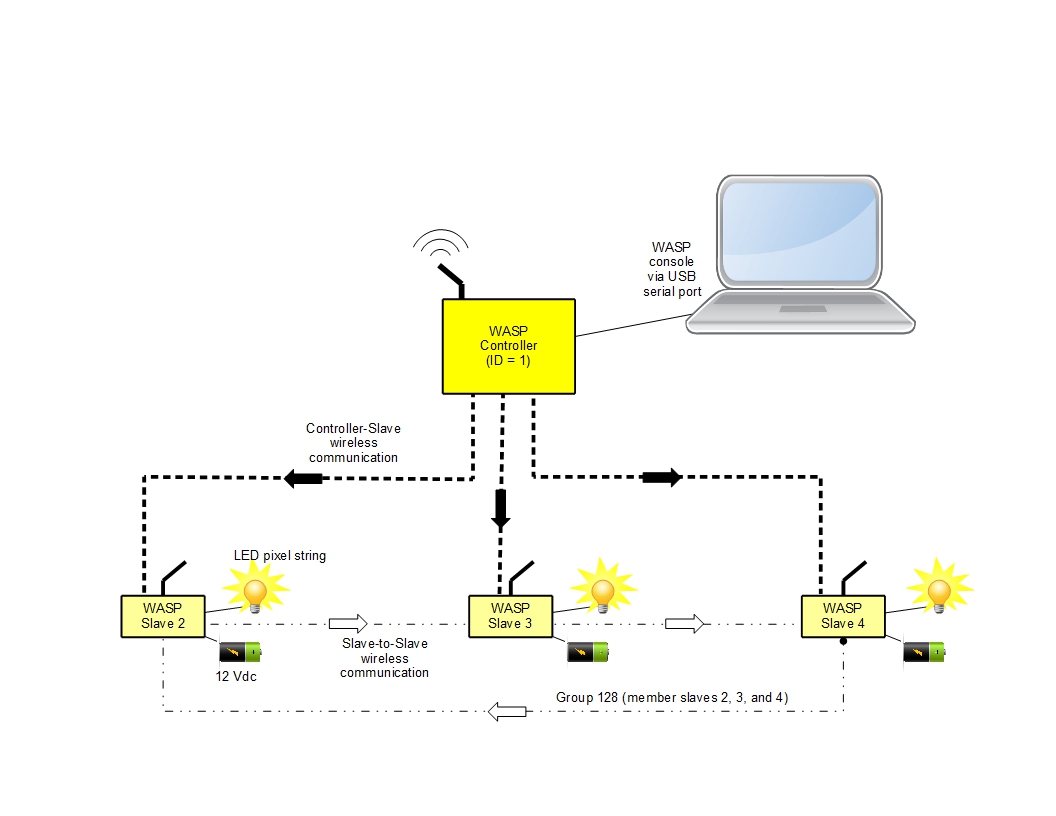 WASP
console
via USB
serial port
WASP
Controller
(ID = 1)
Controller-Slave
wireless
communication
LED pixel string
WASP
Slave 2
WASP
Slave 3
WASP
Slave 4
Slave-to-Slave
wireless
communication
12 Vdc
Group 128 (member slaves 2, 3, and 4)